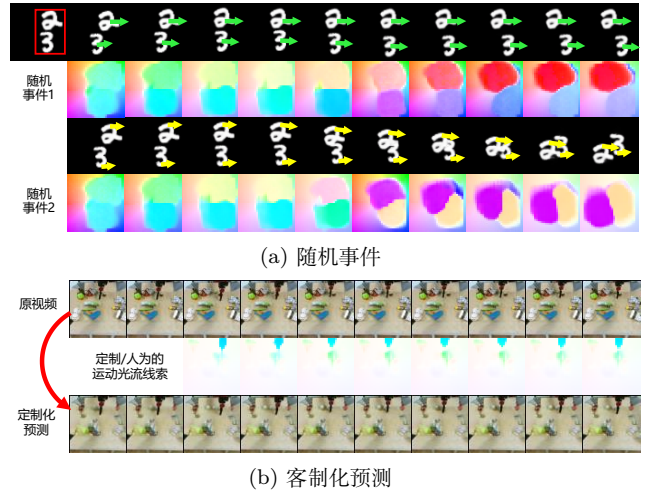 随机
事件1
随机
事件2
(a) 随机事件
原视频
定制/人为的
运动光流线索
定制化
预测
(b) 客制化预测